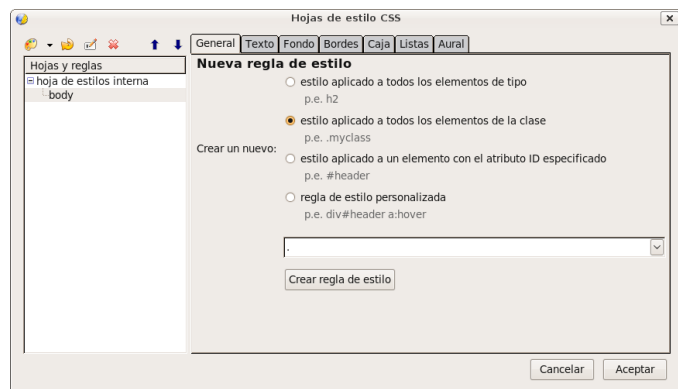 Hojas de estilo CSS
General Texto Fondo Bordes Caja Listas Aural
Hojas y reglas
hoja de estilos interna
body
Nueva regla de estilo
Crear un nuevo:
estilo aplicado a todos los elementos de tipo
p.e. h2
estilo aplicado a todos los elementos de la clase
p.e. .myclass
estilo aplicado a un elemento con el atributo ID especificado
p.e. #header
regla de estilo personalizada
p.e. div#header a:hover
.
Crear regla de estilo
Cancelar Aceptar